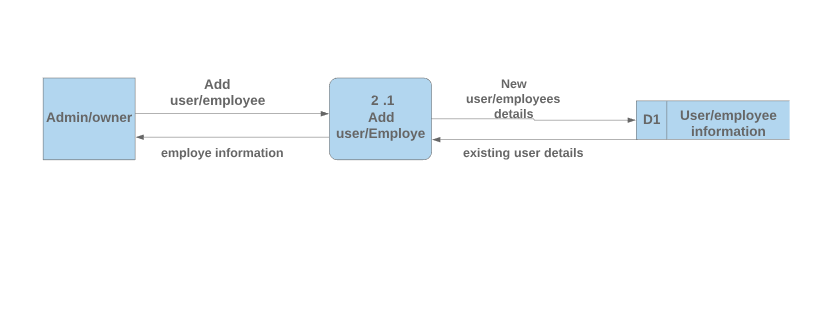 Admin/owner
Add
user/employee
employe information
2 .1
Add
user/Employe
New
user/employees
details
existing user details
D1
User/employee
information